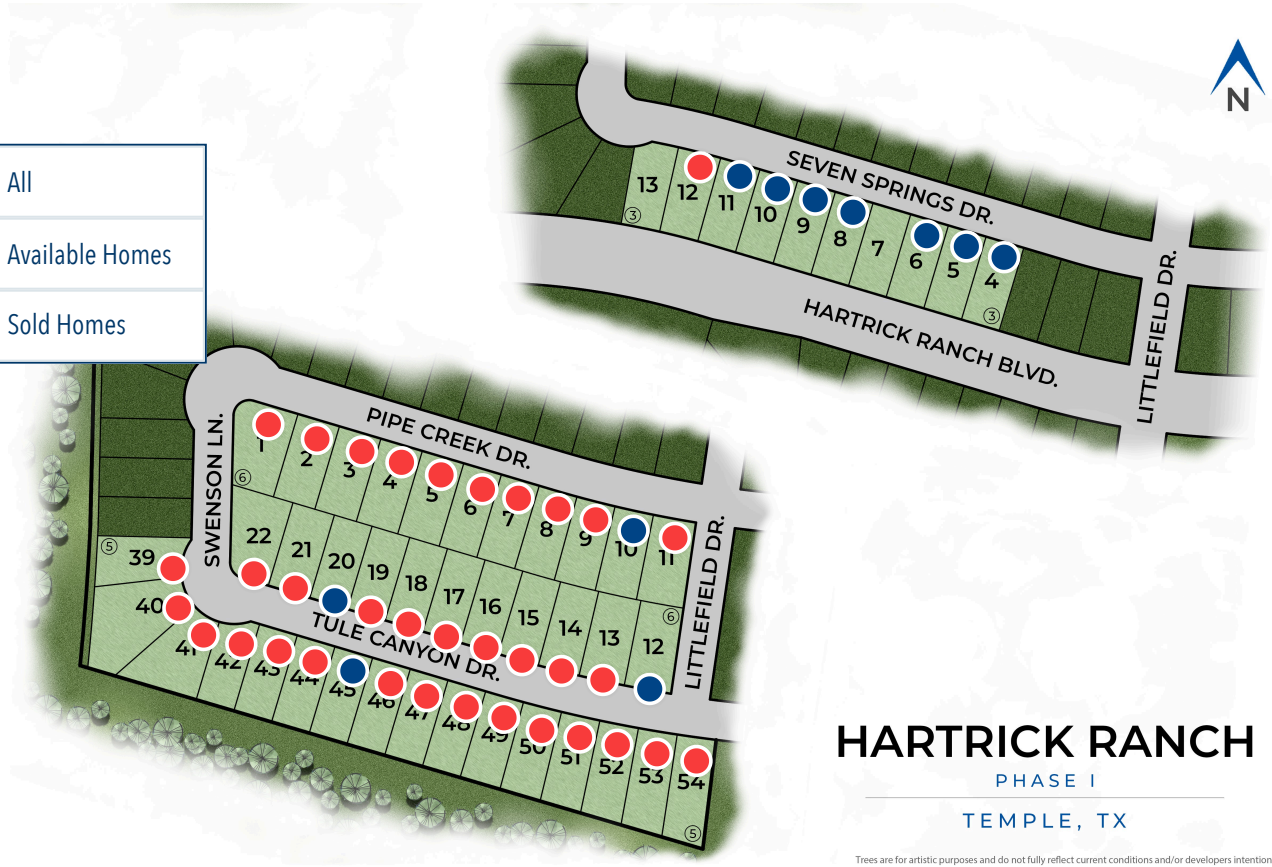 N
All
Available Homes
Sold Homes
SEVEN SPRINGS DR.
13 12 11 10 9 8 7 6 5 4
3
3
HARTRICK RANCH BLVD.
LITTLEFIELD DR.
PIPE CREEK DR.
SWENSON LN.
1 2 3 4 5 6 7 8 9 10 11
6
22 21 20 19 18 17 16 15 14 13 12
6
LITTLEFIELD DR.
TULE CANYON DR.
5
39
40
41 42 43 44 45 46 47 48 49 50 51 52 53 54
5
HARTRICK RANCH
PHASE I
TEMPLE, TX
Trees are for artistic purposes and do not fully reflect current conditions and/or developers intention